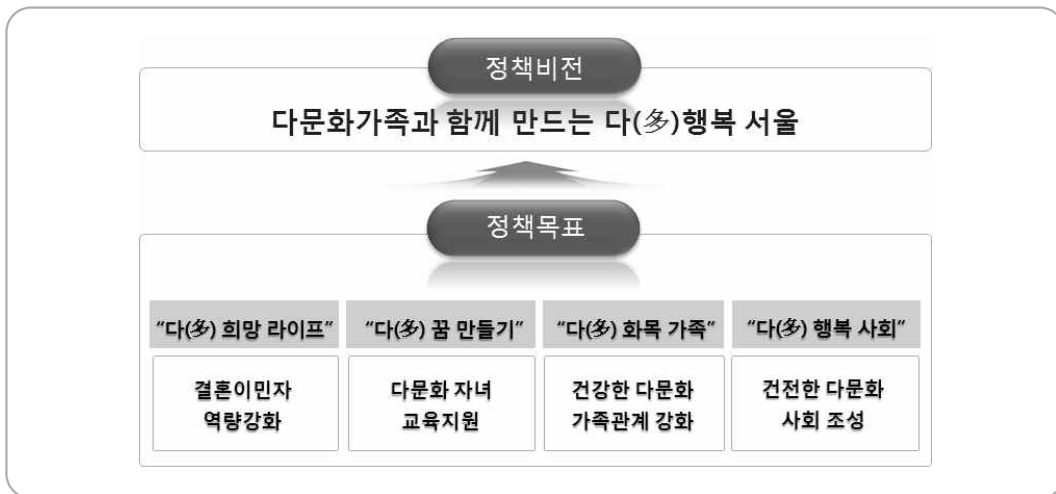 정책비전
다문화가족과 함께 만드는 다(多)행복 서울
정책목표
“다(多) 희망 라이프”
“다(多) 꿈 만들기”
“다(多) 화목 가족”
“다(多) 행복 사회”
결혼이민자
역량강화
다문화 자녀
교육지원
건강한 다문화
가족관계 강화
건전한 다문화
사회 조성